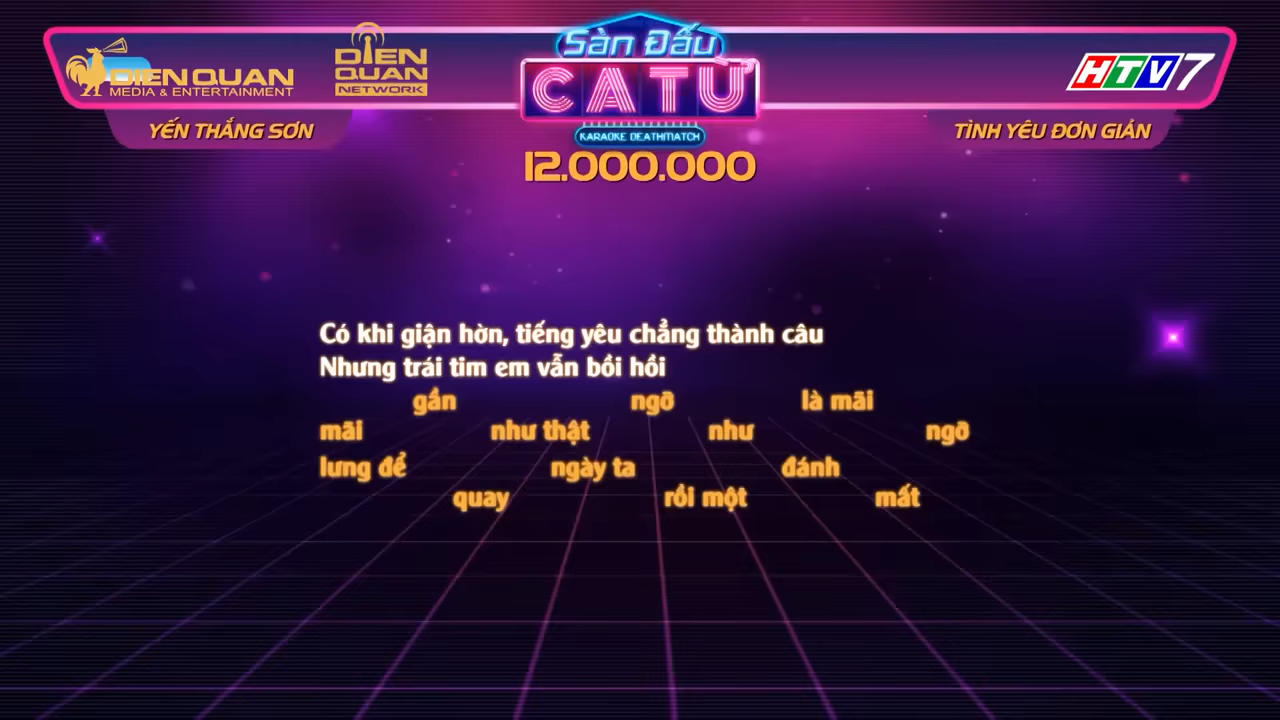 DIEN QUAN
MEDIA & ENTERTAINMENT
DIEN
QUAN
NETWORK
Sàn Đấu
CA TỪ
KARAOKE DEATHMATCH
HTV7
YẾN THẮNG SƠN
TÌNH YÊU ĐƠN GIẢN
12.000.000
Có khi giận hờn, tiếng yêu chẳng thành câu
Nhưng trái tim em vẫn bồi hồi
gần ngỡ là mãi
mãi như thật như ngỡ
lưng để ngày ta đánh
quay rồi một mất